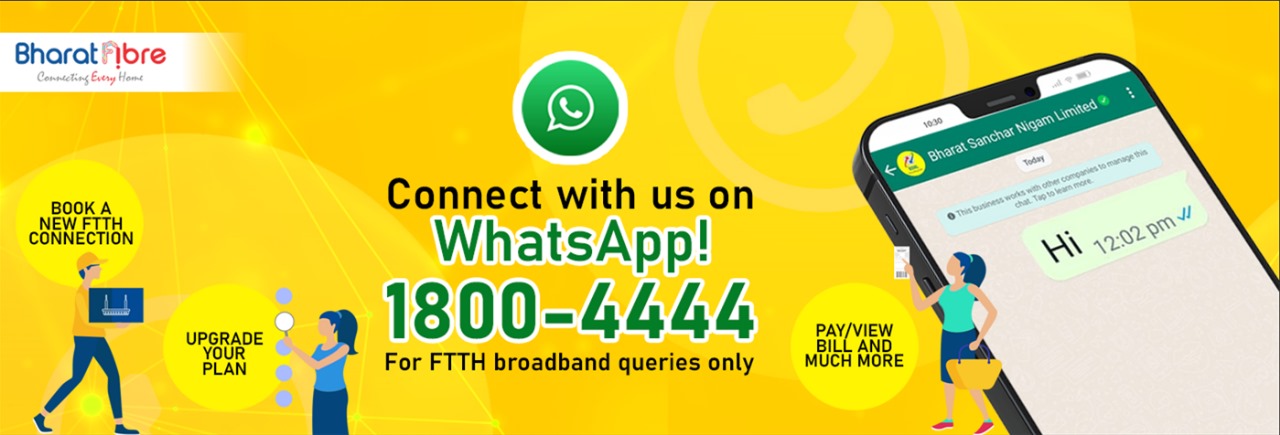 Bharat Fibre
Connecting Every Home
BOOK A
NEW FTTH
CONNECTION
UPGRADE
YOUR
PLAN
Connect with us on
WhatsApp!
1800-4444
For FTTH broadband queries only
PAY/VIEW
BILL AND
MUCH MORE
10:30
Bharat Sanchar Nigam Limited
Today
This business works with other companies to manage this
chat. Tap to learn more.
Hi 12:02 pm